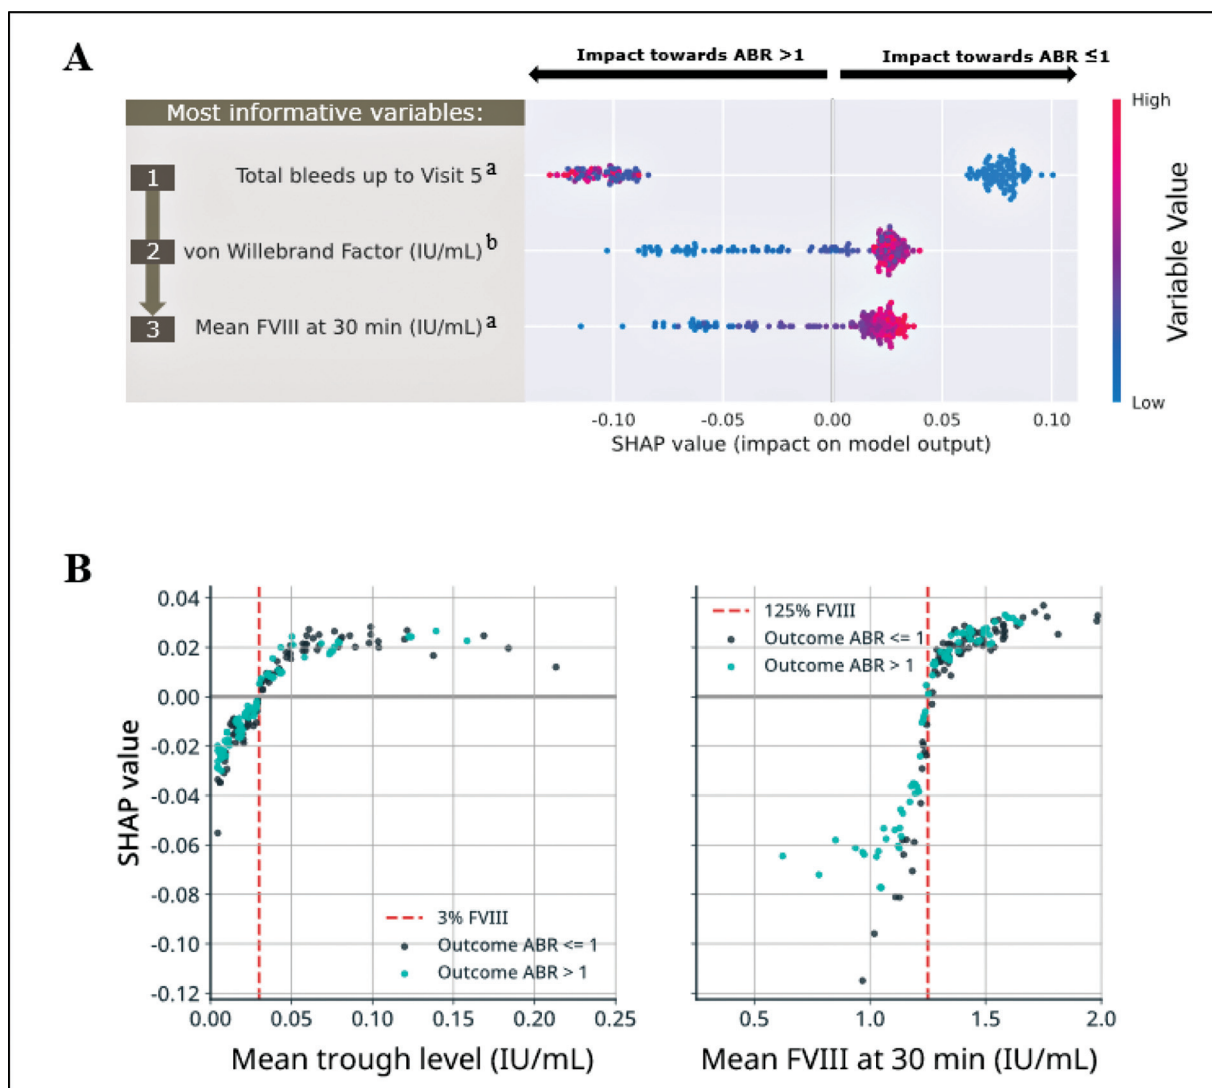 A
Impact towards ABR >1
Impact towards ABR ≤1
Most informative variables:
1
Total bleeds up to Visit 5 a
2
von Willebrand Factor (IU/mL) b
3
Mean FVIII at 30 min (IU/mL) a
-0.10 -0.05 0.00 0.05 0.10
SHAP value (impact on model output)
High
Low
Variable Value
B
SHAP value
0.04
0.02
0.00
-0.02
-0.04
-0.06
-0.08
-0.10
-0.12
3% FVIII
Outcome ABR <= 1
Outcome ABR > 1
0.00 0.05 0.10 0.15 0.20 0.25
Mean trough level (IU/mL)
125% FVIII
Outcome ABR <= 1
Outcome ABR > 1
0.5 1.0 1.5 2.0
Mean FVIII at 30 min (IU/mL)